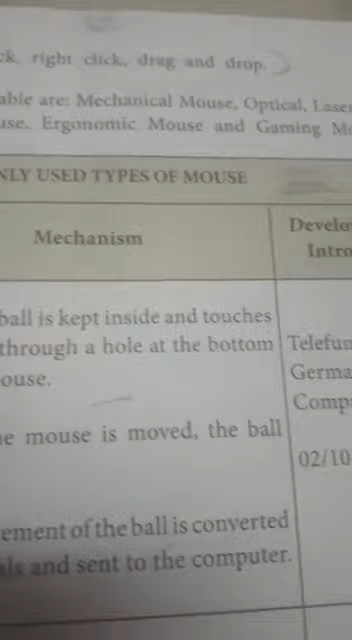 ck, right click, drag and drop.
able are: Mechanical Mouse, Optical, Laser
use, Ergonomic Mouse and Gaming Mo
NLY USED TYPES OF MOUSE
Mechanism
Develo
Intro
ball is kept inside and touches
through a hole at the bottom
ouse.
Telefun
Germa
Compa
he mouse is moved, the ball
02/10
ement of the ball is converted
als and sent to the computer.